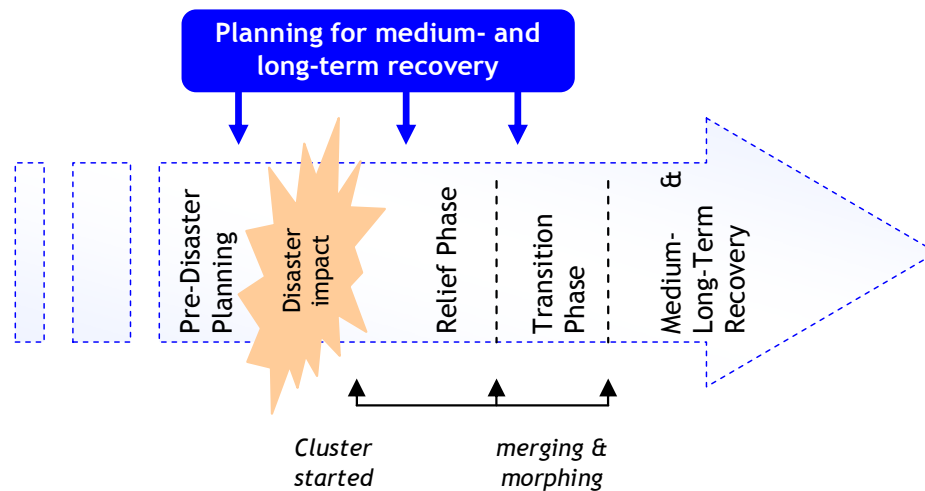 Planning for medium- and
long-term recovery
Pre-Disaster
Planning
Disaster
impact
Relief Phase
Transition
Phase
Medium- &
Long-Term
Recovery
Cluster
started
merging &
morphing